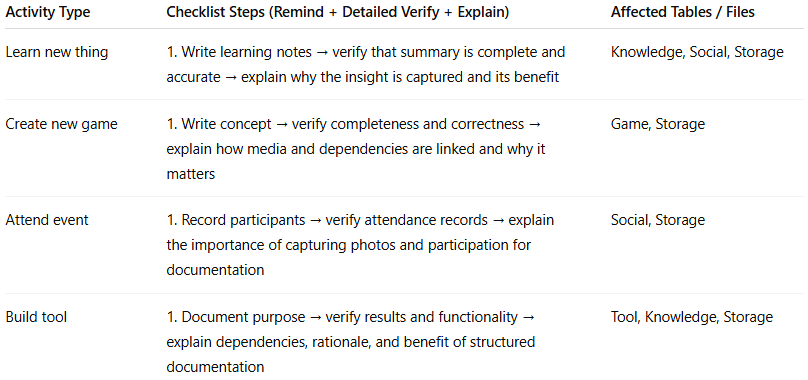 Activity Type Checklist Steps (Remind + Detailed Verify + Explain) Affected Tables / Files
Learn new thing 1. Write learning notes → verify that summary is complete and Knowledge, Social, Storage
accurate → explain why the insight is captured and its benefit
Create new game 1. Write concept → verify completeness and correctness → Game, Storage
explain how media and dependencies are linked and why it
matters
Attend event 1. Record participants → verify attendance records → explain Social, Storage
the importance of capturing photos and participation for
documentation
Build tool 1. Document purpose → verify results and functionality → Tool, Knowledge, Storage
explain dependencies, rationale, and benefit of structured
documentation